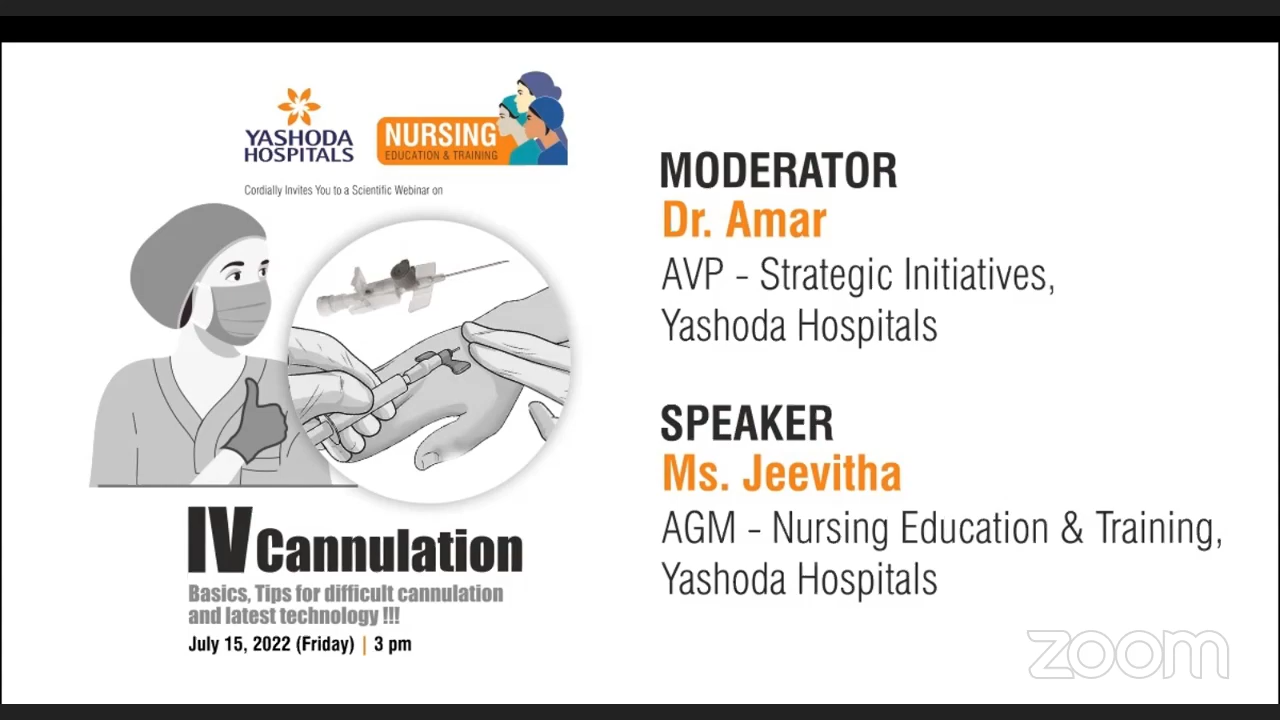 YASHODA
HOSPITALS
NURSING
EDUCATION & TRAINING
Cordially Invites You to a Scientific Webinar on
IV Cannulation
Basics, Tips for difficult cannulation
and latest technology !!!
July 15, 2022 (Friday) | 3 pm
MODERATOR
Dr. Amar
AVP - Strategic Initiatives,
Yashoda Hospitals
SPEAKER
Ms. Jeevitha
AGM - Nursing Education & Training,
Yashoda Hospitals
zoom